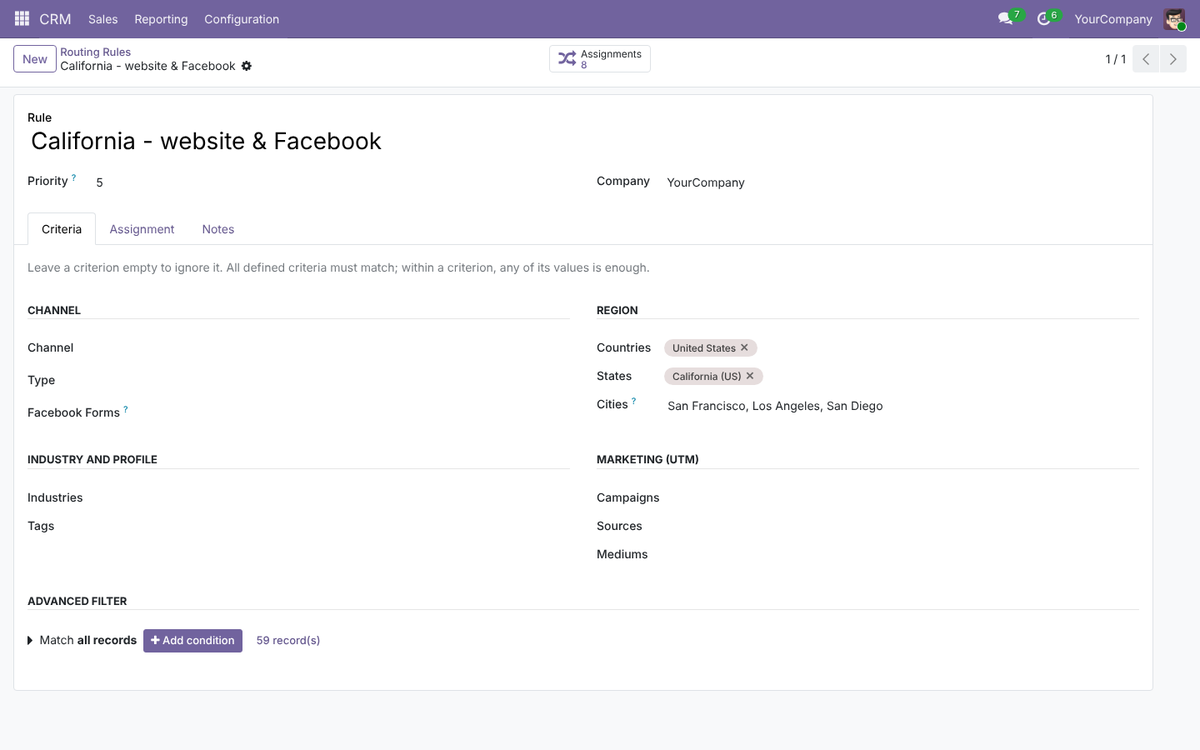 CRM Sales Reporting Configuration 7 6 YourCompany
New Routing Rules
California - website & Facebook
Assignments
8
1 / 1
Rule
California - website & Facebook
Priority ? 5
Company YourCompany
Criteria Assignment Notes
Leave a criterion empty to ignore it. All defined criteria must match; within a criterion, any of its values is enough.
CHANNEL
Channel
Type
Facebook Forms ?
REGION
Countries United States ✕
States California (US) ✕
Cities ? San Francisco, Los Angeles, San Diego
INDUSTRY AND PROFILE
Industries
Tags
MARKETING (UTM)
Campaigns
Sources
Mediums
ADVANCED FILTER
Match all records + Add condition 59 record(s)